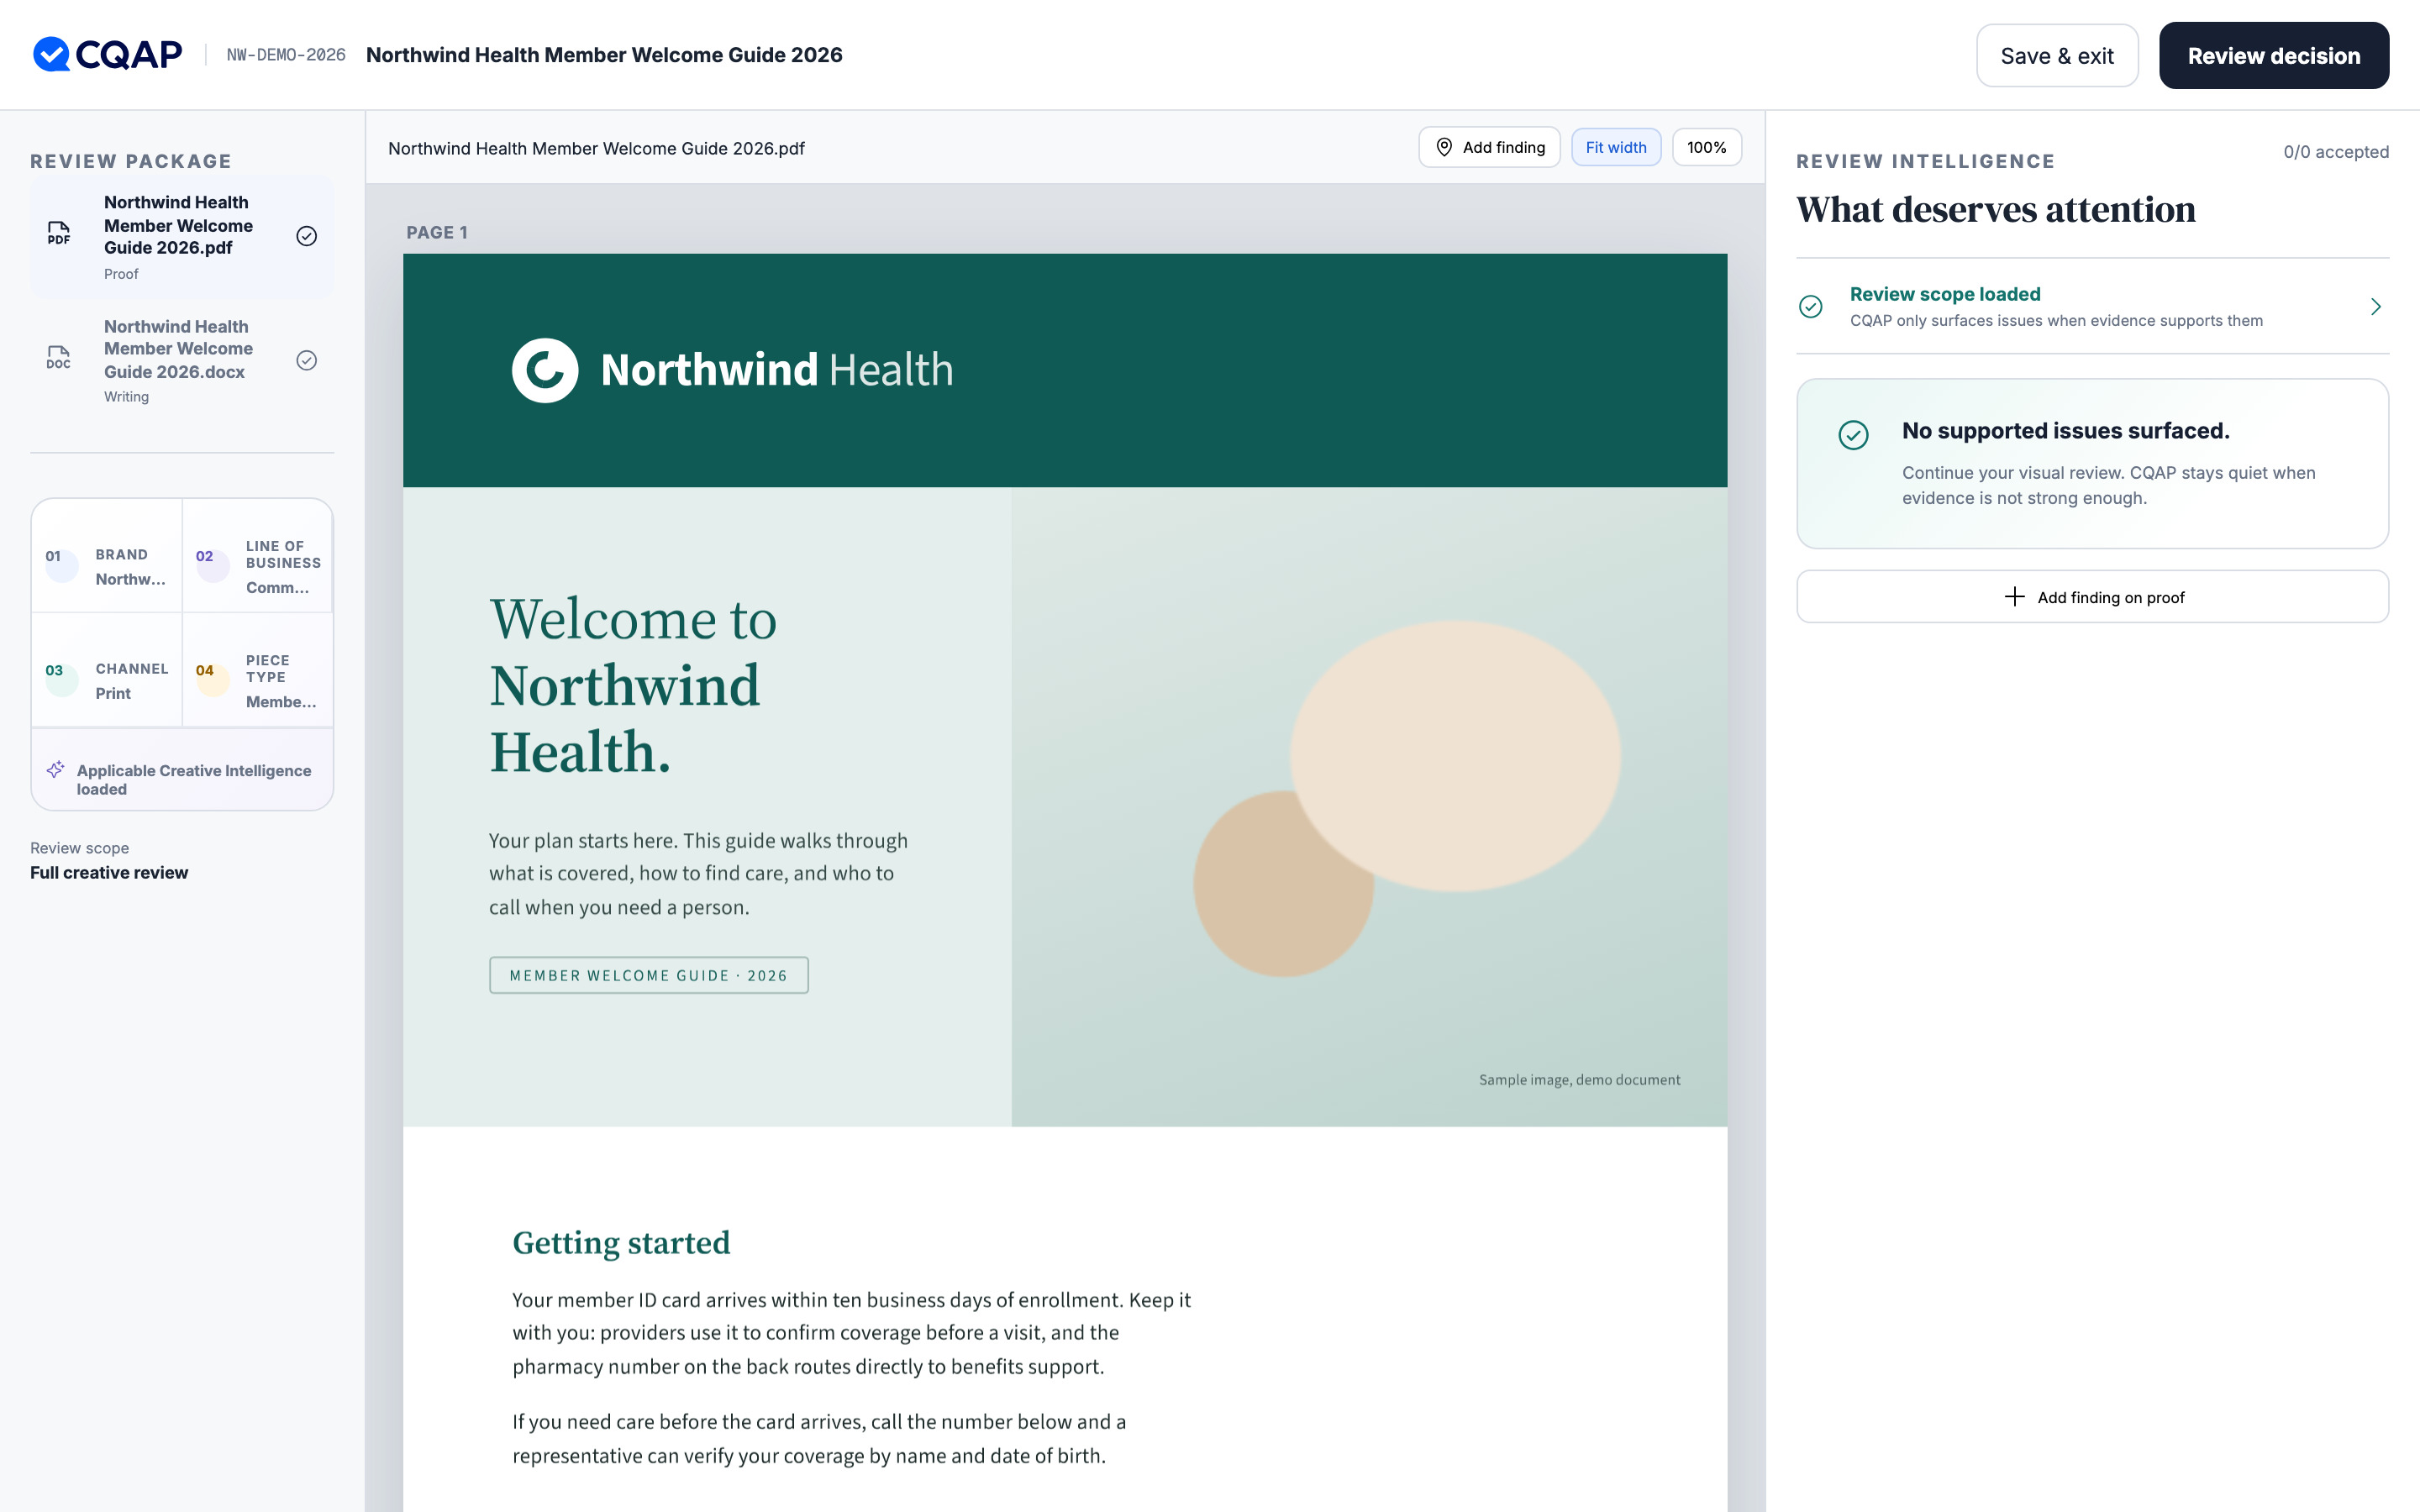 CQAP
NW-DEMO-2026
Northwind Health Member Welcome Guide 2026
Save & exit
Review decision
REVIEW PACKAGE
PDF
Northwind Health
Member Welcome
Guide 2026.pdf
Proof
DOC
Northwind Health
Member Welcome
Guide 2026.docx
Writing
01
BRAND
Northw...
02
LINE OF
BUSINESS
Comm...
03
CHANNEL
Print
04
PIECE
TYPE
Membe...
Applicable Creative Intelligence
loaded
Review scope
Full creative review
Northwind Health Member Welcome Guide 2026.pdf
Add finding
Fit width
100%
PAGE 1
Northwind Health
Welcome to
Northwind
Health.
Your plan starts here. This guide walks through
what is covered, how to find care, and who to
call when you need a person.
MEMBER WELCOME GUIDE · 2026
Sample image, demo document
Getting started
Your member ID card arrives within ten business days of enrollment. Keep it
with you: providers use it to confirm coverage before a visit, and the
pharmacy number on the back routes directly to benefits support.
If you need care before the card arrives, call the number below and a
representative can verify your coverage by name and date of birth.
REVIEW INTELLIGENCE
0/0 accepted
What deserves attention
Review scope loaded
CQAP only surfaces issues when evidence supports them
No supported issues surfaced.
Continue your visual review. CQAP stays quiet when
evidence is not strong enough.
Add finding on proof